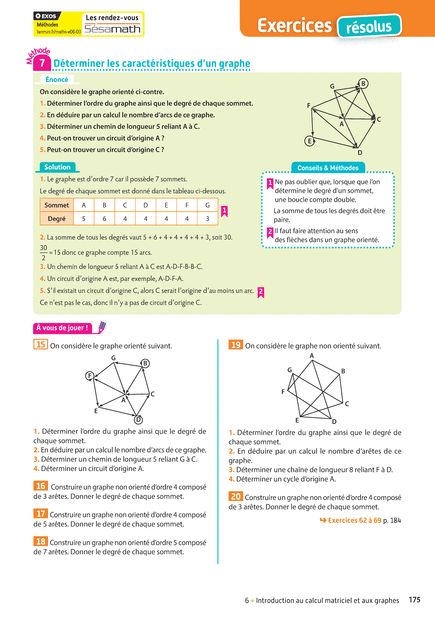 EXOS
Méthodes
Les rendez-vous
Sésamath
Exercices résolus
Méthode
7 Déterminer les caractéristiques d'un graphe
Énoncé
On considère le graphe orienté ci-contre.
1. Déterminer l'ordre du graphe ainsi que le degré de chaque sommet.
2. En déduire par un calcul le nombre d'arcs de ce graphe.
3. Déterminer un chemin de longueur 5 reliant A à C.
4. Peut-on trouver un circuit d'origine A ?
5. Peut-on trouver un circuit d'origine C ?
G
B
F
A
C
E
D
Solution
1. Le graphe est d'ordre 7 car il possède 7 sommets.
Le degré de chaque sommet est donné dans le tableau ci-dessous.
Sommet A B C D E F G
Degré 5 6 4 4 4 4 3
1
2. La somme de tous les degrés vaut 5 + 6 + 4 + 4 + 4 + 4 + 3, soit 30.
30
2
= 15 donc ce graphe compte 15 arcs.
3. Un chemin de longueur 5 reliant A à C est A-D-F-B-B-C.
4. Un circuit d'origine A est, par exemple, A-D-F-A.
5. S'il existait un circuit d'origine C, alors C serait l'origine d'au moins un arc. 2
Ce n'est pas le cas, donc il n'y a pas de circuit d'origine C.
Conseils & Méthodes
1 Ne pas oublier que, lorsque que l'on
détermine le degré d'un sommet,
une boucle compte double.
La somme de tous les degrés doit être
paire.
2 Il faut faire attention au sens
des flèches dans un graphe orienté.
À vous de jouer !
15 On considère le graphe orienté suivant.
G
B
F
A
C
E
D
1. Déterminer l'ordre du graphe ainsi que le degré de
chaque sommet.
2. En déduire par un calcul le nombre d'arcs de ce graphe.
3. Déterminer un chemin de longueur 5 reliant G à C.
4. Déterminer un circuit d'origine A.
16 Construire un graphe non orienté d'ordre 4 composé
de 3 arêtes. Donner le degré de chaque sommet.
17 Construire un graphe non orienté d'ordre 4 composé
de 5 arêtes. Donner le degré de chaque sommet.
18 Construire un graphe non orienté d'ordre 5 composé
de 7 arêtes. Donner le degré de chaque sommet.
19 On considère le graphe non orienté suivant.
A
G
B
F
C
E
D
1. Déterminer l'ordre du graphe ainsi que le degré de
chaque sommet.
2. En déduire par un calcul le nombre d'arêtes de ce
graphe.
3. Déterminer une chaîne de longueur 8 reliant F à D.
4. Déterminer un cycle d'origine A.
20 Construire un graphe non orienté d'ordre 4 composé
de 3 arêtes. Donner le degré de chaque sommet.
Exercices 62 à 69 p. 184
6 • Introduction au calcul matriciel et aux graphes 175